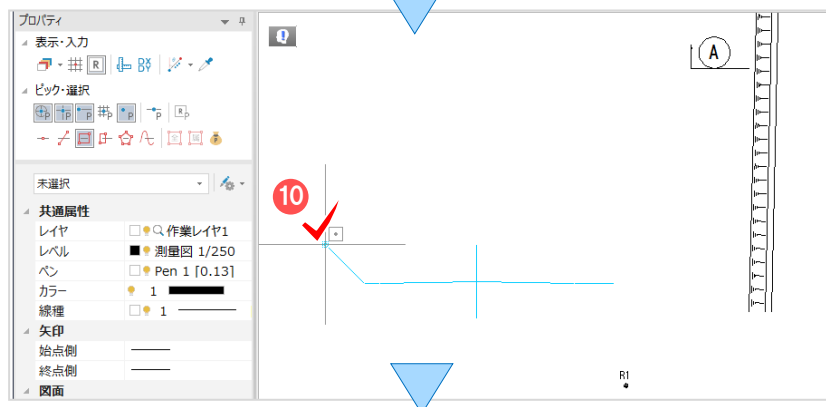 プロパティ
表示・入力
R
ピック・選択
P P P P P P R P
未選択
共通属性
レイヤ 作業レイヤ1
レベル 測量図 1/250
ペン Pen 1 [0.13]
カラー 1
線種 1
矢印
始点側
終点側
図面
A
10
R1